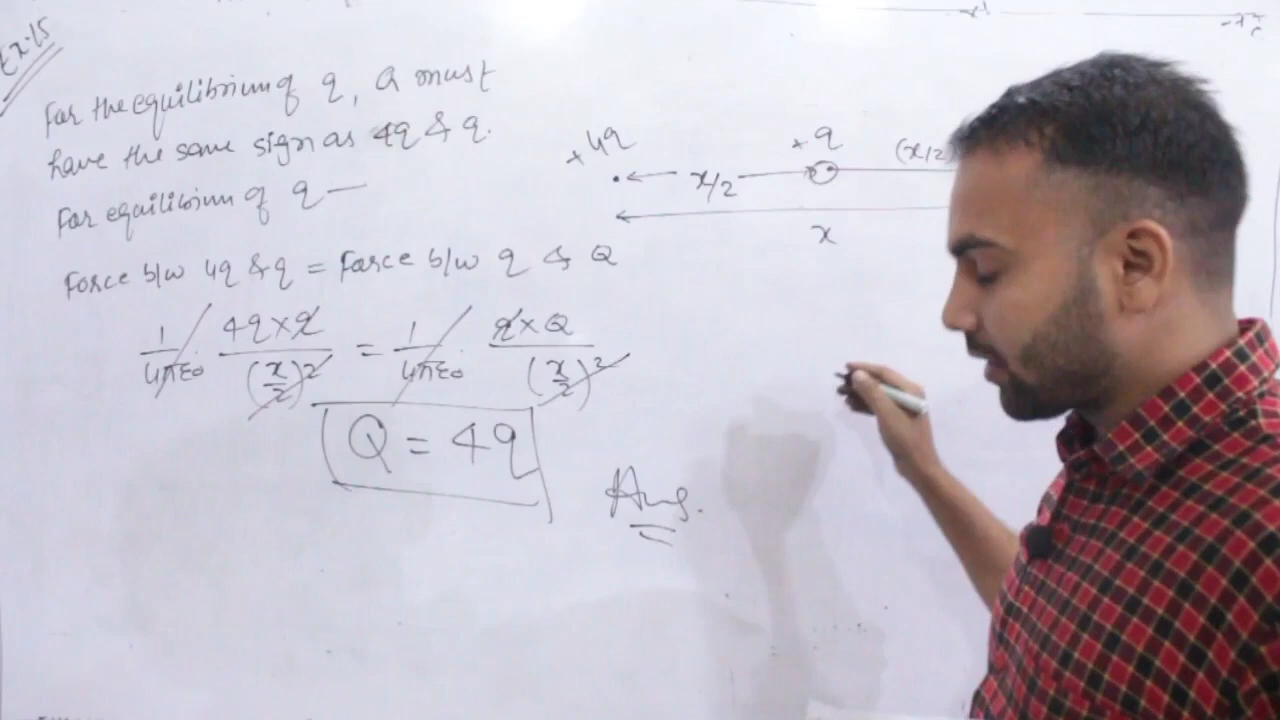 Ex.15
For the equilibrium of q, Q must
have the same sign as 4q & q.
For equilibrium of q —
Force b/w 4q & q = Force b/w q & Q
1/4πε₀ 4q×q/(x/2)² = 1/4πε₀ q×Q/(x/2)²
Q = 4q
Ans.
+4q +q (x/2)
x/2
x